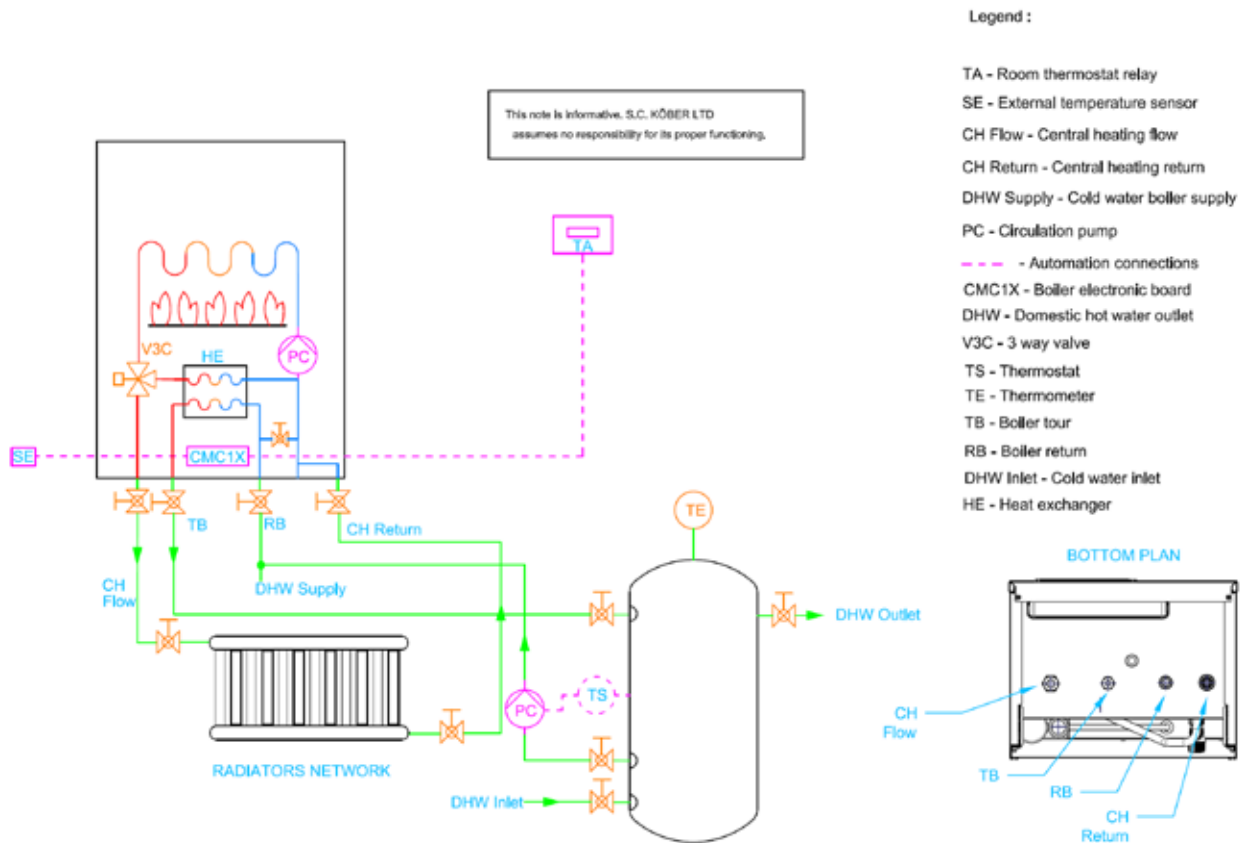 Legend :
TA - Room thermostat relay
SE - External temperature sensor
CH Flow - Central heating flow
CH Return - Central heating return
DHW Supply - Cold water boiler supply
PC - Circulation pump
- Automation connections
CMC1X - Boiler electronic board
DHW - Domestic hot water outlet
V3C - 3 way valve
TS - Thermostat
TE - Thermometer
TB - Boiler tour
RB - Boiler return
DHW Inlet - Cold water inlet
HE - Heat exchanger
This note is informative. S.C. KÖBER LTD
assumes no responsibility for its proper functioning.
TA
V3C
HE
PC
SE
CMC1X
TB
RB
CH Return
TE
CH
Flow
DHW Supply
DHW Outlet
PC
TS
RADIATORS NETWORK
DHW Inlet
BOTTOM PLAN
CH
Flow
TB
RB
CH
Return